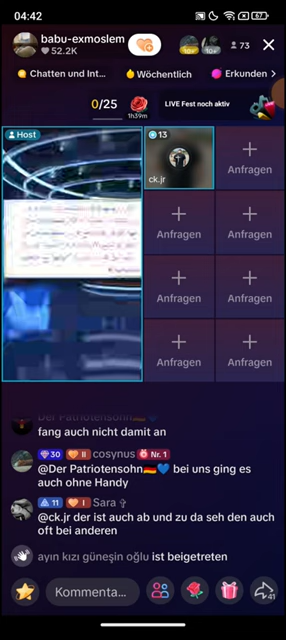 04:42
67
babu-exmoslem
52.2K
73
Chatten und Int...
Wöchentlich
Erkunden >
0/25
1h39m
LIVE Fest noch aktiv
Host
13
ck.jr
+
Anfragen
+
Anfragen
+
Anfragen
+
Anfragen
+
Anfragen
+
Anfragen
+
Anfragen
Der Patriotensohn🇩🇪💙
fang auch nicht damit an
30 II cosynus Nr. 1
@Der Patriotensohn🇩🇪💙 bei uns ging es
auch ohne Handy
11 I Sara ✞
@ck.jr der ist auch ab und zu da seh den auch
oft bei anderen
ayın kızı güneşin oğlu ist beigetreten
Kommenta...
41